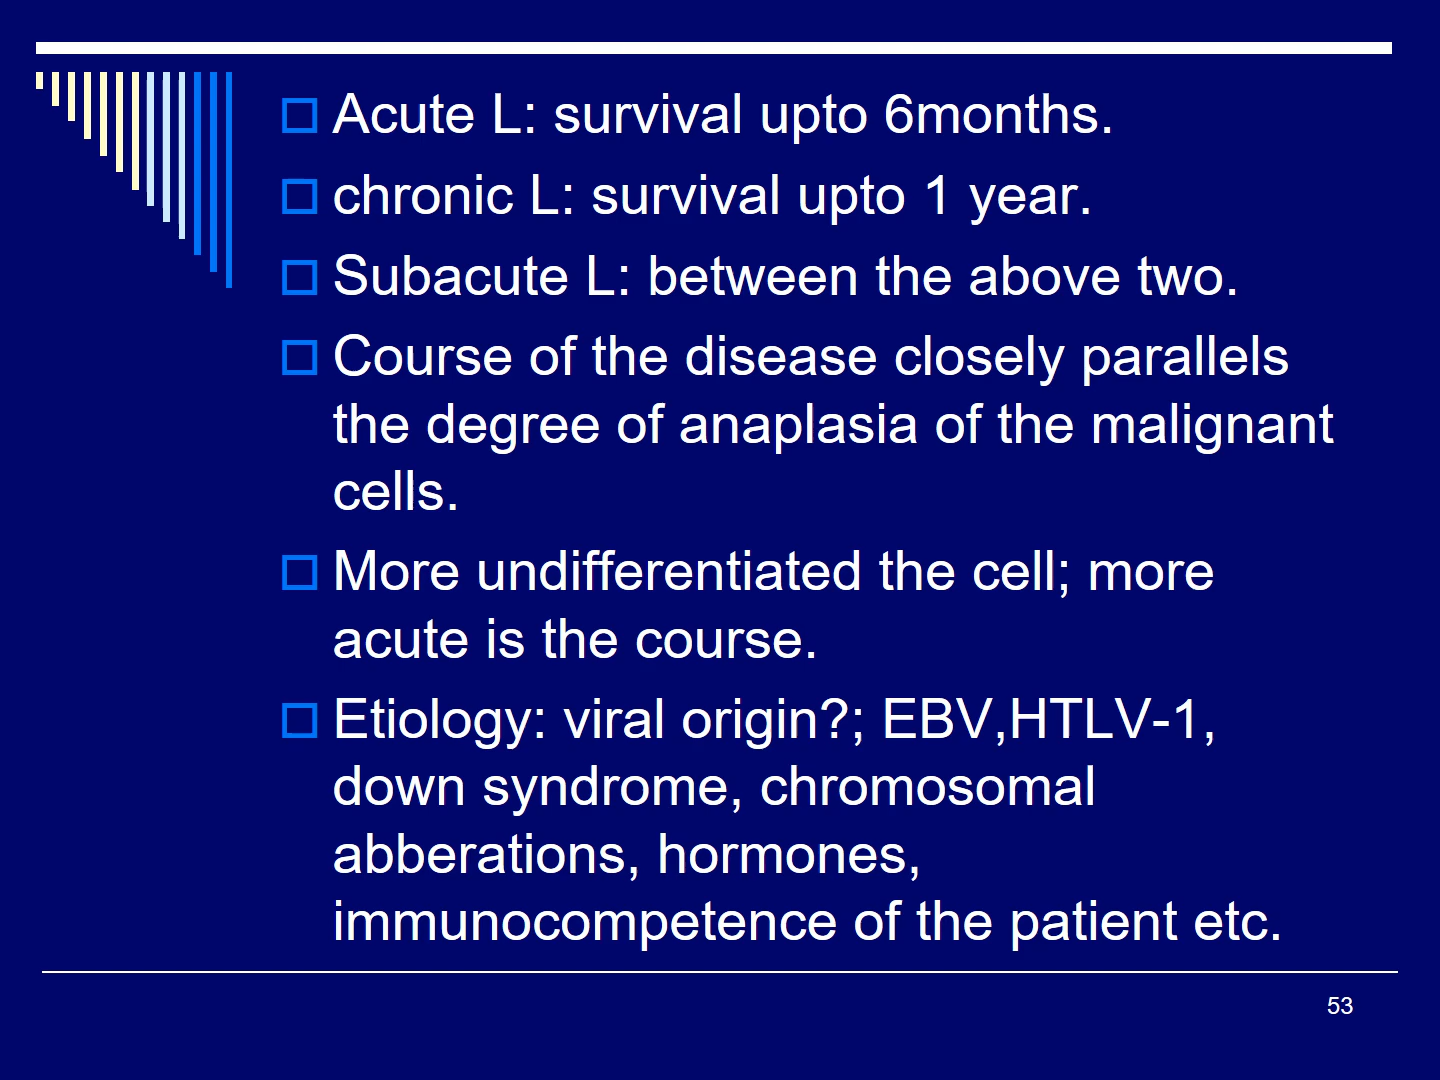 Acute L: survival upto 6months.
chronic L: survival upto 1 year.
Subacute L: between the above two.
Course of the disease closely parallels
the degree of anaplasia of the malignant
cells.
More undifferentiated the cell; more
acute is the course.
Etiology: viral origin?; EBV,HTLV-1,
down syndrome, chromosomal
abberations, hormones,
immunocompetence of the patient etc.
53